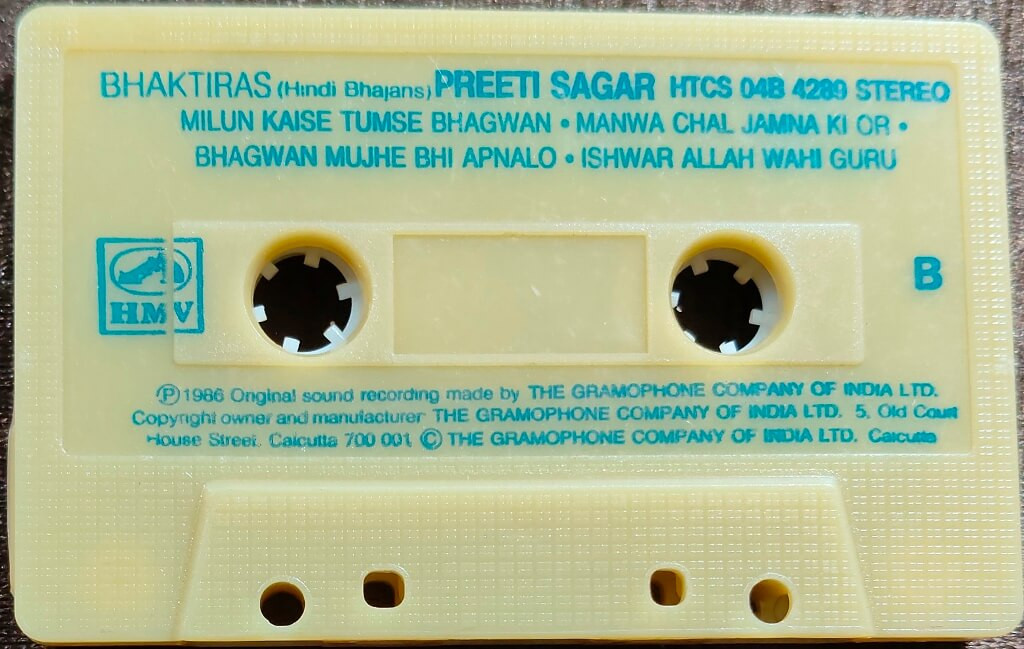 BHAKTIRAS (Hindi Bhajans) PREETI SAGAR HTCS 04B 4289 STEREO
MILUN KAISE TUMSE BHAGWAN • MANWA CHAL JAMNA KI OR •
BHAGWAN MUJHE BHI APNALO • ISHWAR ALLAH WAHI GURU
HMV
B
Ⓟ 1986 Original sound recording made by THE GRAMOPHONE COMPANY OF INDIA LTD.
Copyright owner and manufacturer THE GRAMOPHONE COMPANY OF INDIA LTD. 5, Old Court
House Street. Calcutta 700 001 © THE GRAMOPHONE COMPANY OF INDIA LTD. Calcutta